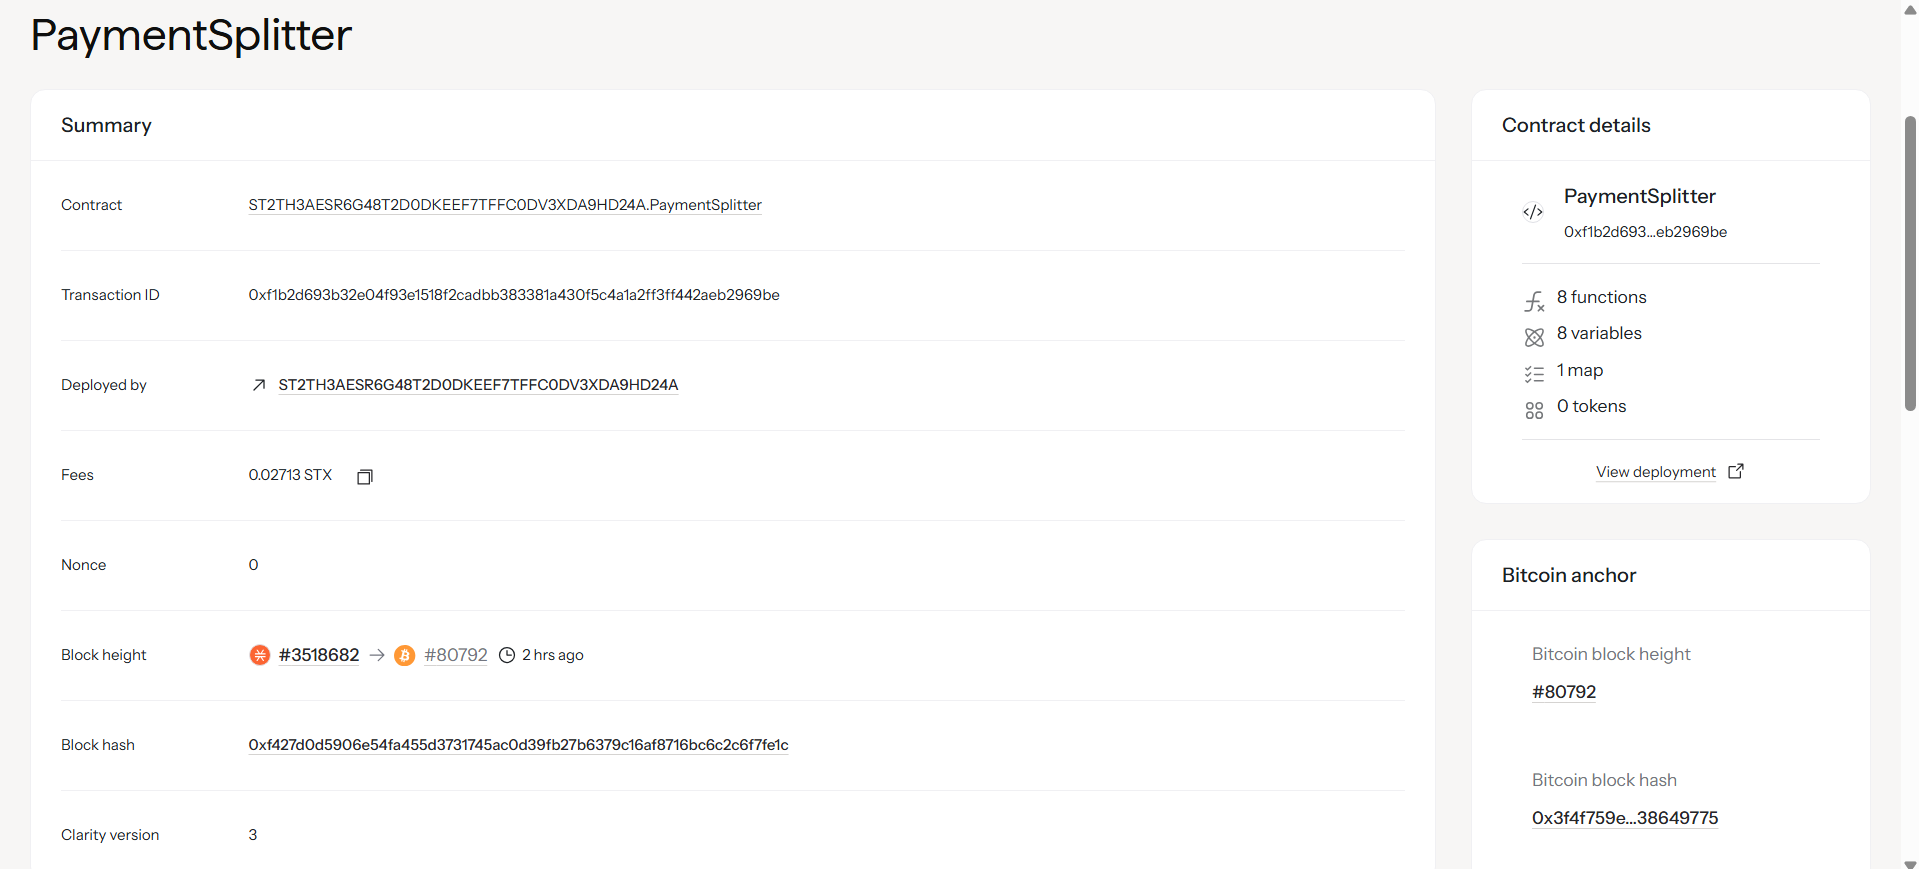 PaymentSplitter
Summary
Contract
ST2TH3AESR6G48T2D0DKEEF7TFFC0DV3XDA9HD24A.PaymentSplitter
Transaction ID
0xf1b2d693b32e04f93e1518f2cadbb383381a430f5c4a1a2ff3ff442aeb2969be
Deployed by
ST2TH3AESR6G48T2D0DKEEF7TFFC0DV3XDA9HD24A
Fees
0.02713 STX
Nonce
0
Block height
#3518682 → #80792 2 hrs ago
Block hash
0xf427d0d5906e54fa455d3731745ac0d39fb27b6379c16af8716bc6c2c6f7fe1c
Clarity version
3
Contract details
PaymentSplitter
0xf1b2d693...eb2969be
8 functions
8 variables
1 map
0 tokens
View deployment
Bitcoin anchor
Bitcoin block height
#80792
Bitcoin block hash
0x3f4f759e...38649775